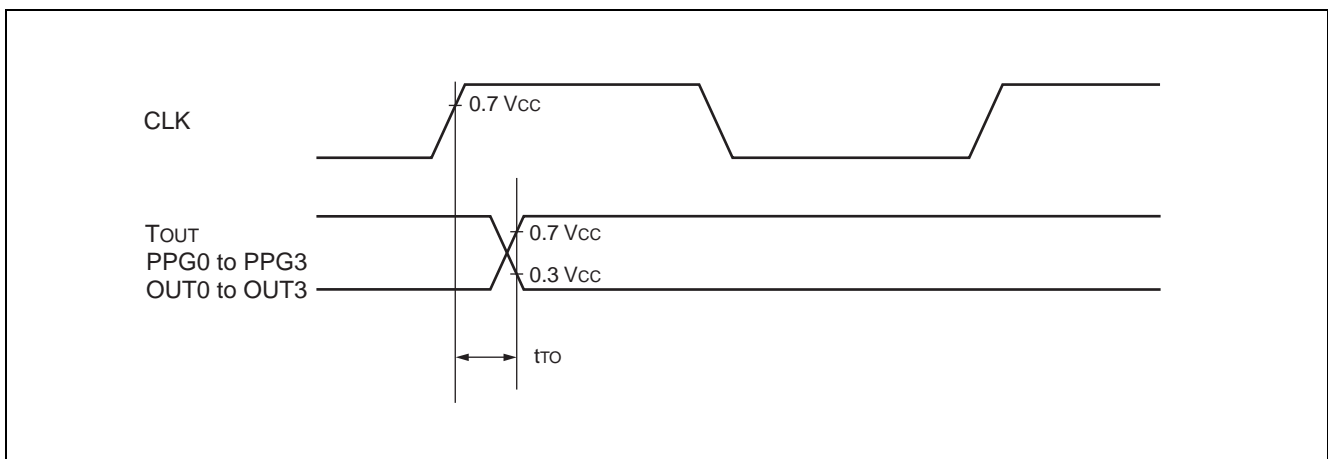 CLK
0.7 VCC
TOUT
PPG0 to PPG3
OUT0 to OUT3
0.7 VCC
0.3 VCC
tTO